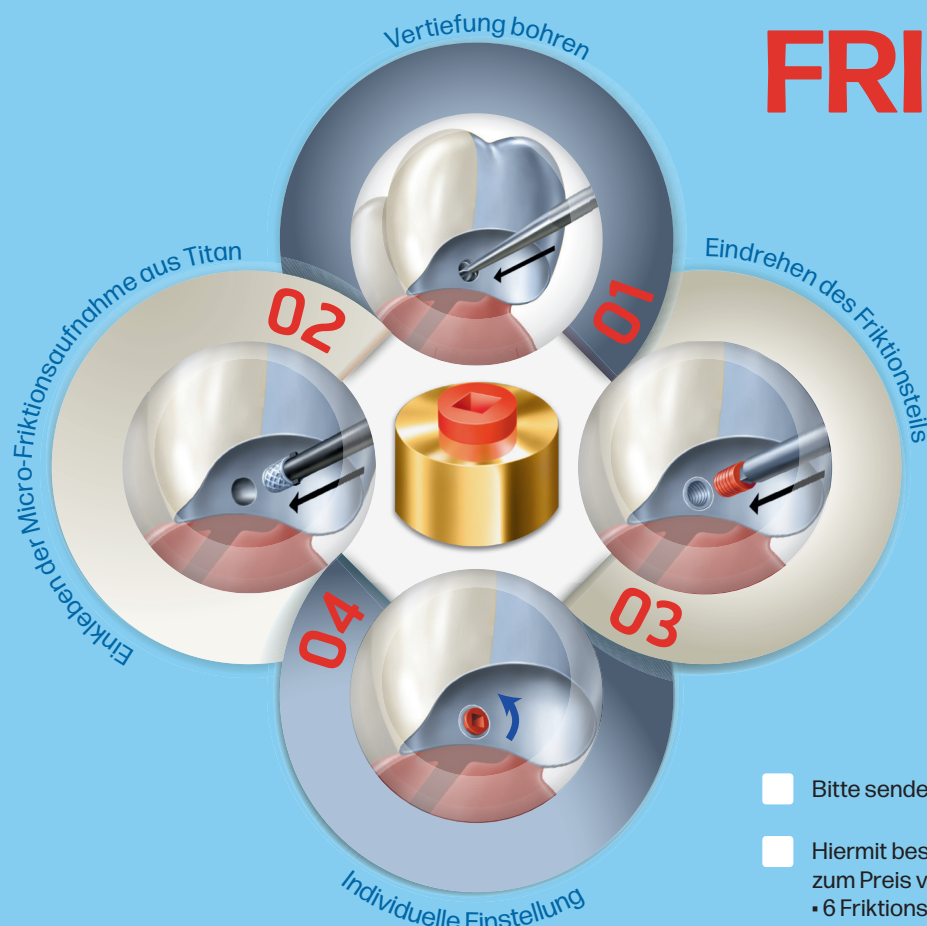 FRI
Vertiefung bohren
01
Einkleben der Micro-Friktionsaufnahme aus Titan
02
Eindrehen des Friktionsteils
03
04
Individuelle Einstellung
Bitte sende
Hiermit bes
zum Preis v
▪ 6 Friktions